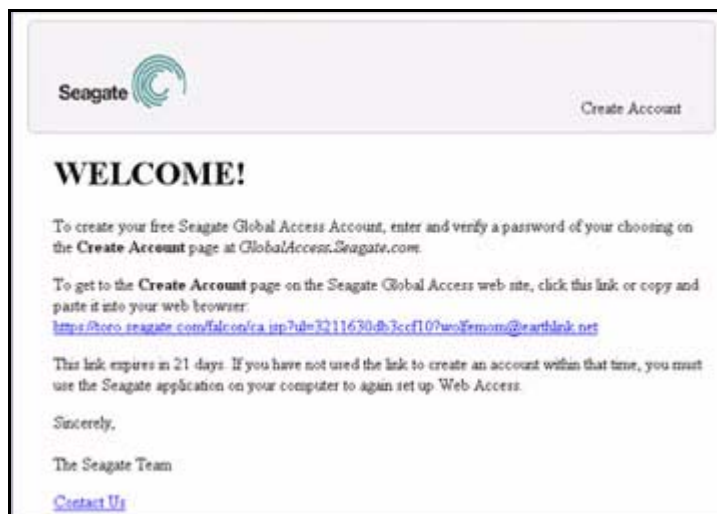 Seagate
Create Account
WELCOME!
To create your free Seagate Global Access Account, enter and verify a password of your choosing on
the Create Account page at GlobalAccess.Seagate.com.
To get to the Create Account page on the Seagate Global Access web site, click this link or copy and
paste it into your web browser:
https://toro.seagate.com/falcon/ca.jsp?ul=3211630db3ccf10?wolfemom@earthlink.net
This link expires in 21 days. If you have not used the link to create an account within that time, you must
use the Seagate application on your computer to again set up Web Access.
Sincerely,
The Seagate Team
Contact Us